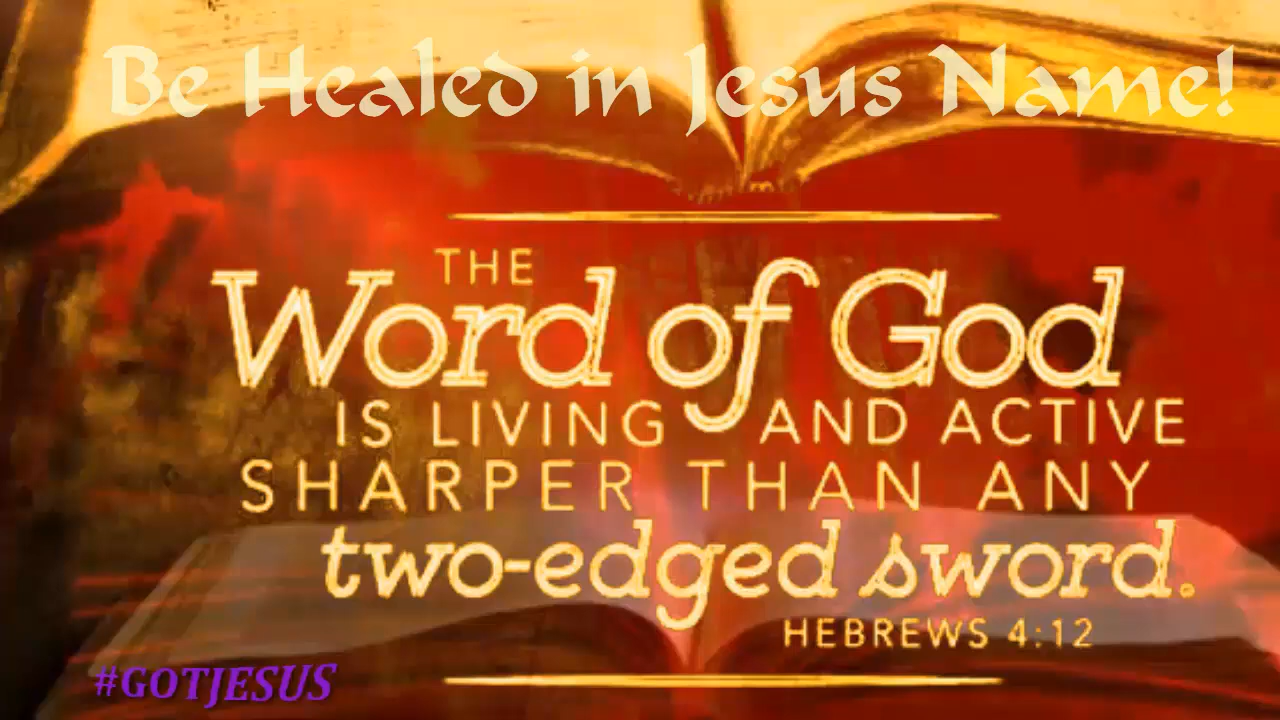 Be Healed in Jesus Name!
THE
Word of God
IS LIVING AND ACTIVE
SHARPER THAN ANY
two-edged sword.
HEBREWS 4:12
#GOTJESUS